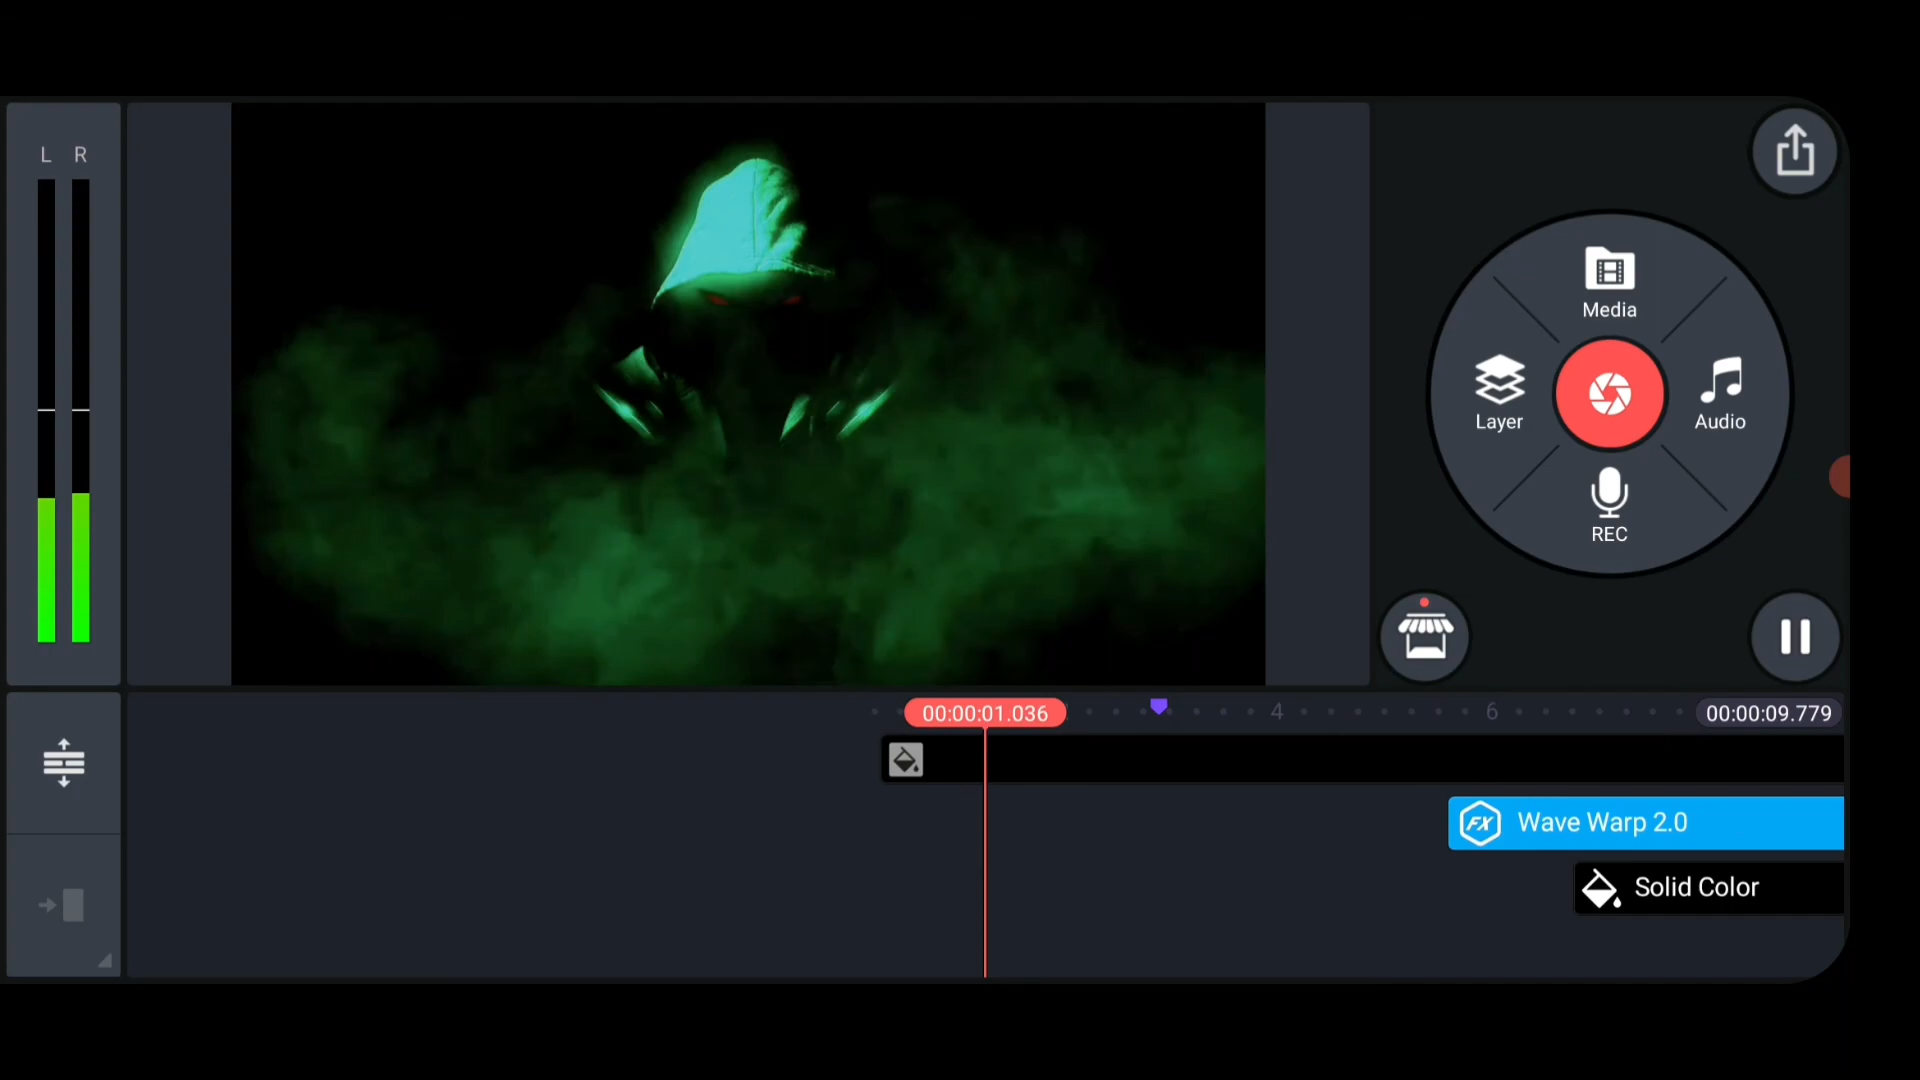 L R
Media
Layer
Audio
REC
00:00:01.036
4
6
00:00:09.779
FX Wave Warp 2.0
Solid Color